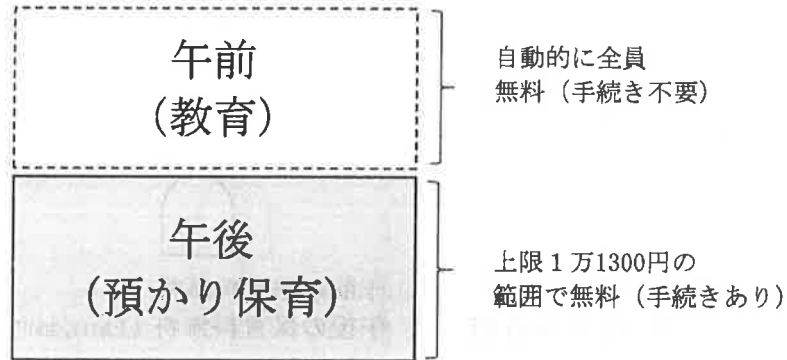 午前
(教育)
自動的に全員
無料（手続き不要）
午後
(預かり保育)
上限１万1300円の
範囲で無料（手続きあり）